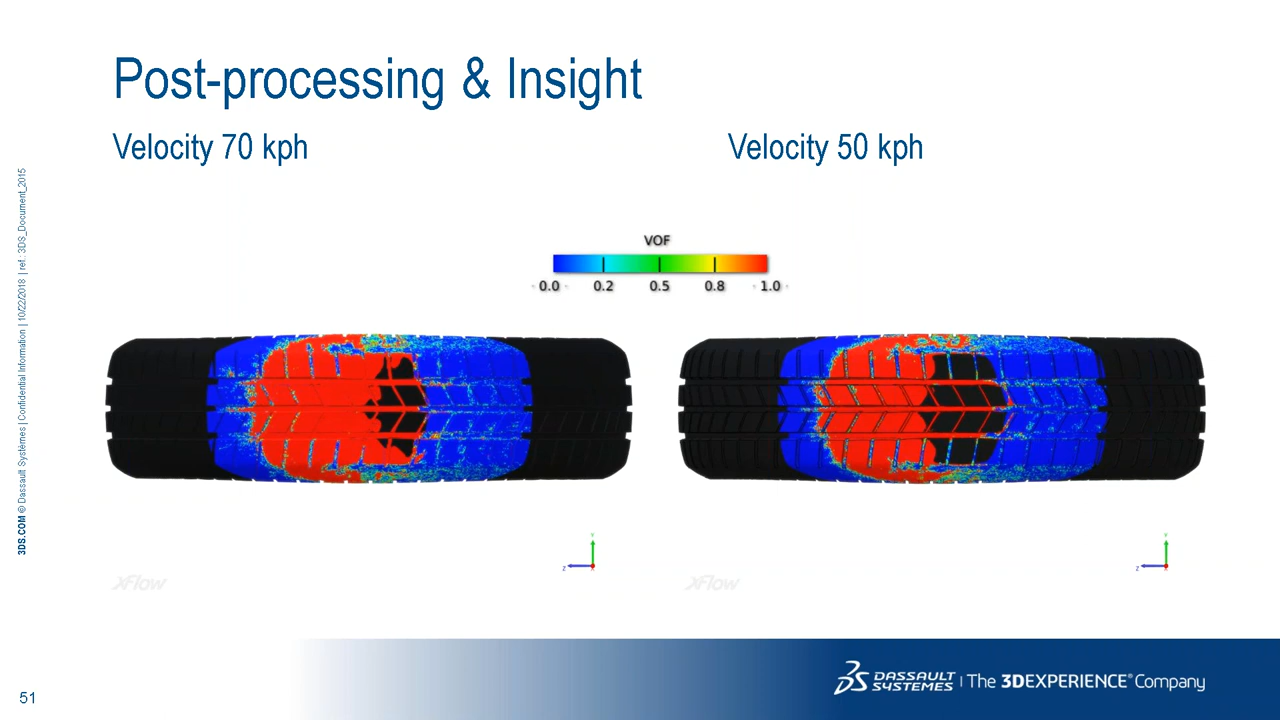 Post-processing & Insight
Velocity 70 kph
Velocity 50 kph
3DS.COM © Dassault Systèmes | Confidential Information | 10/22/2018 | ref.: 3DS_Document_2015
VOF
0.0 0.2 0.5 0.8 1.0
Y
Z
Y
Z
XFlow
XFlow
51
DASSAULT SYSTEMES | The 3DEXPERIENCE® Company